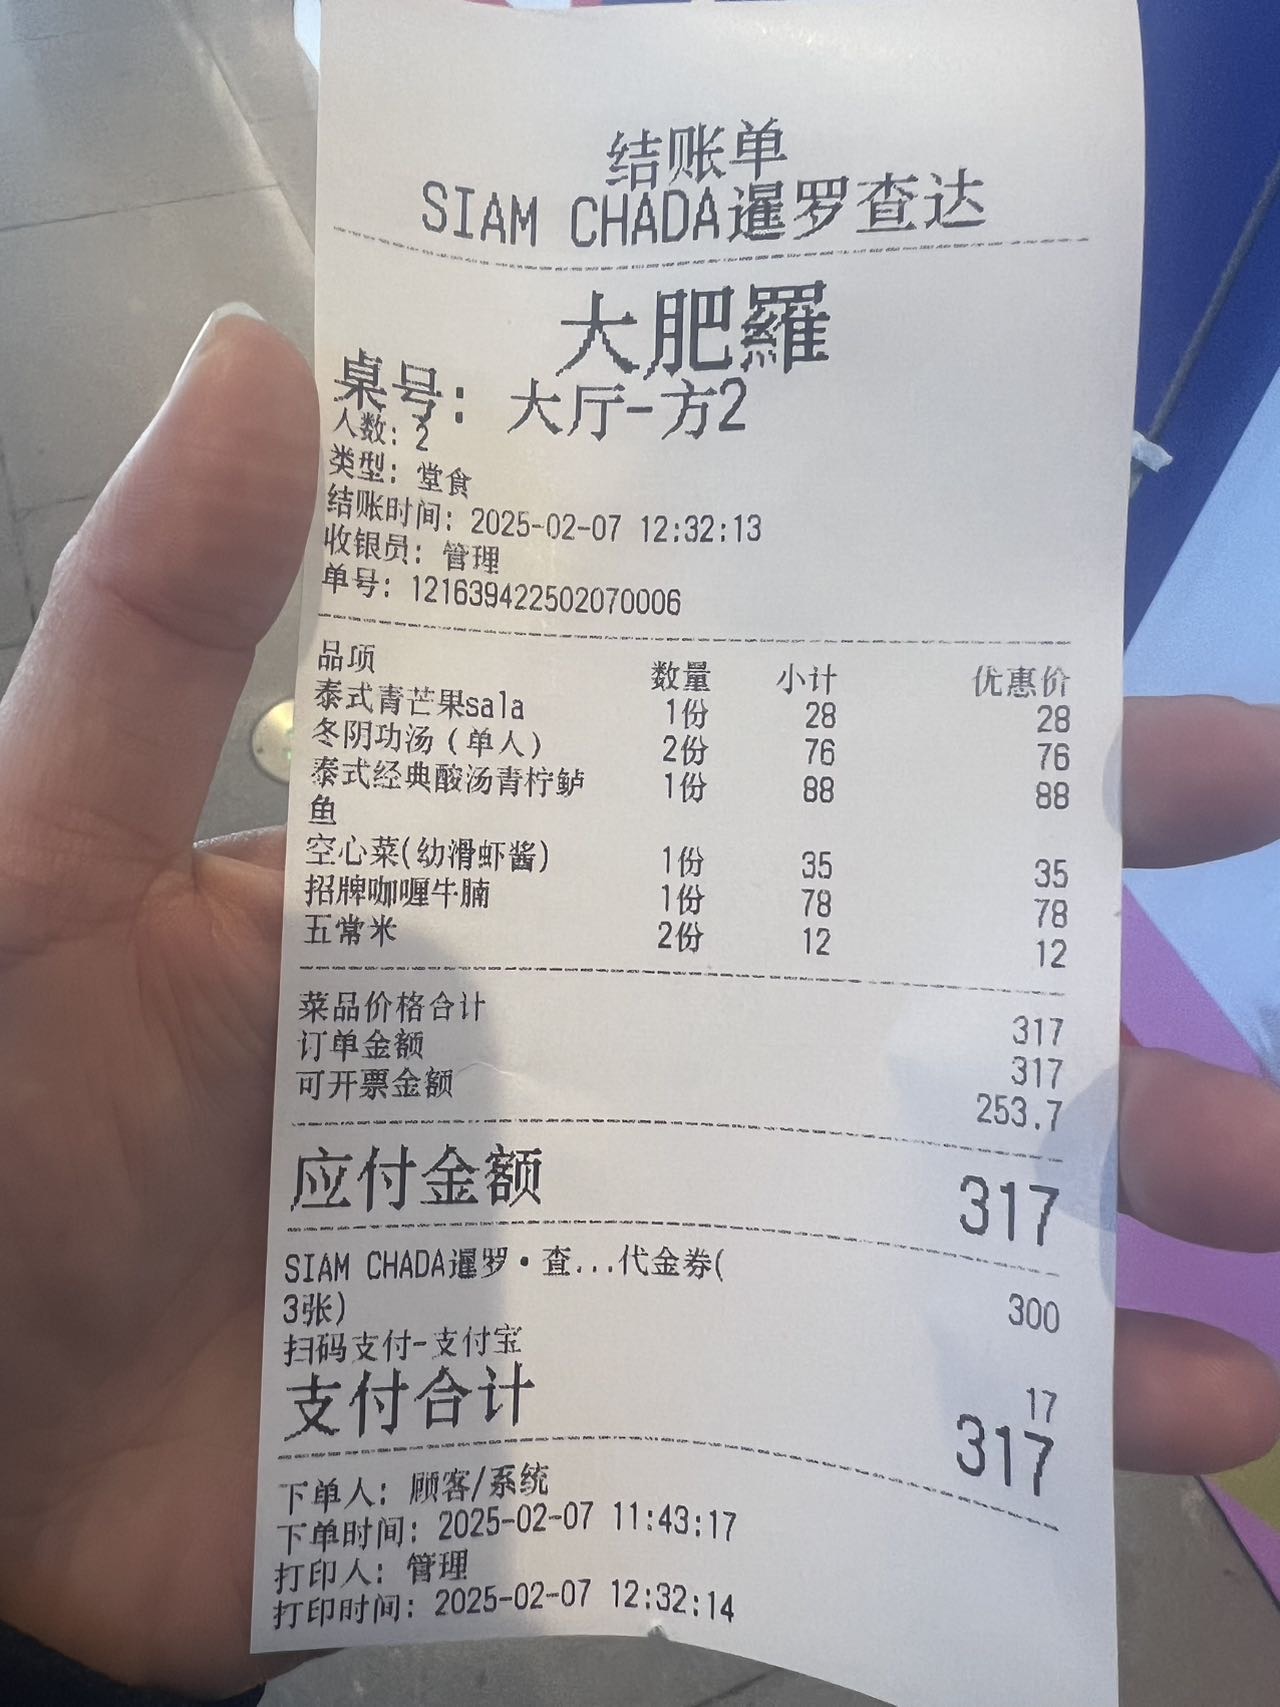 结账单
SIAM CHADA暹罗查达
大肥羅
桌号: 大厅-方2
人数: 2
类型: 堂食
结账时间: 2025-02-07 12:32:13
收银员: 管理
单号: 121639422502070006
品项 数量 小计 优惠价
泰式青芒果sala 1份 28 28
冬阴功汤(单人) 2份 76 76
泰式经典酸汤青柠鲈 1份 88 88
鱼
空心菜(幼滑虾酱) 1份 35 35
招牌咖喱牛腩 1份 78 78
五常米 2份 12 12
菜品价格合计 317
订单金额 317
可开票金额 253.7
应付金额 317
SIAM CHADA暹罗·查...代金券(
3张) 300
扫码支付-支付宝 17
支付合计 317
下单人: 顾客/系统
下单时间: 2025-02-07 11:43:17
打印人: 管理
打印时间: 2025-02-07 12:32:14